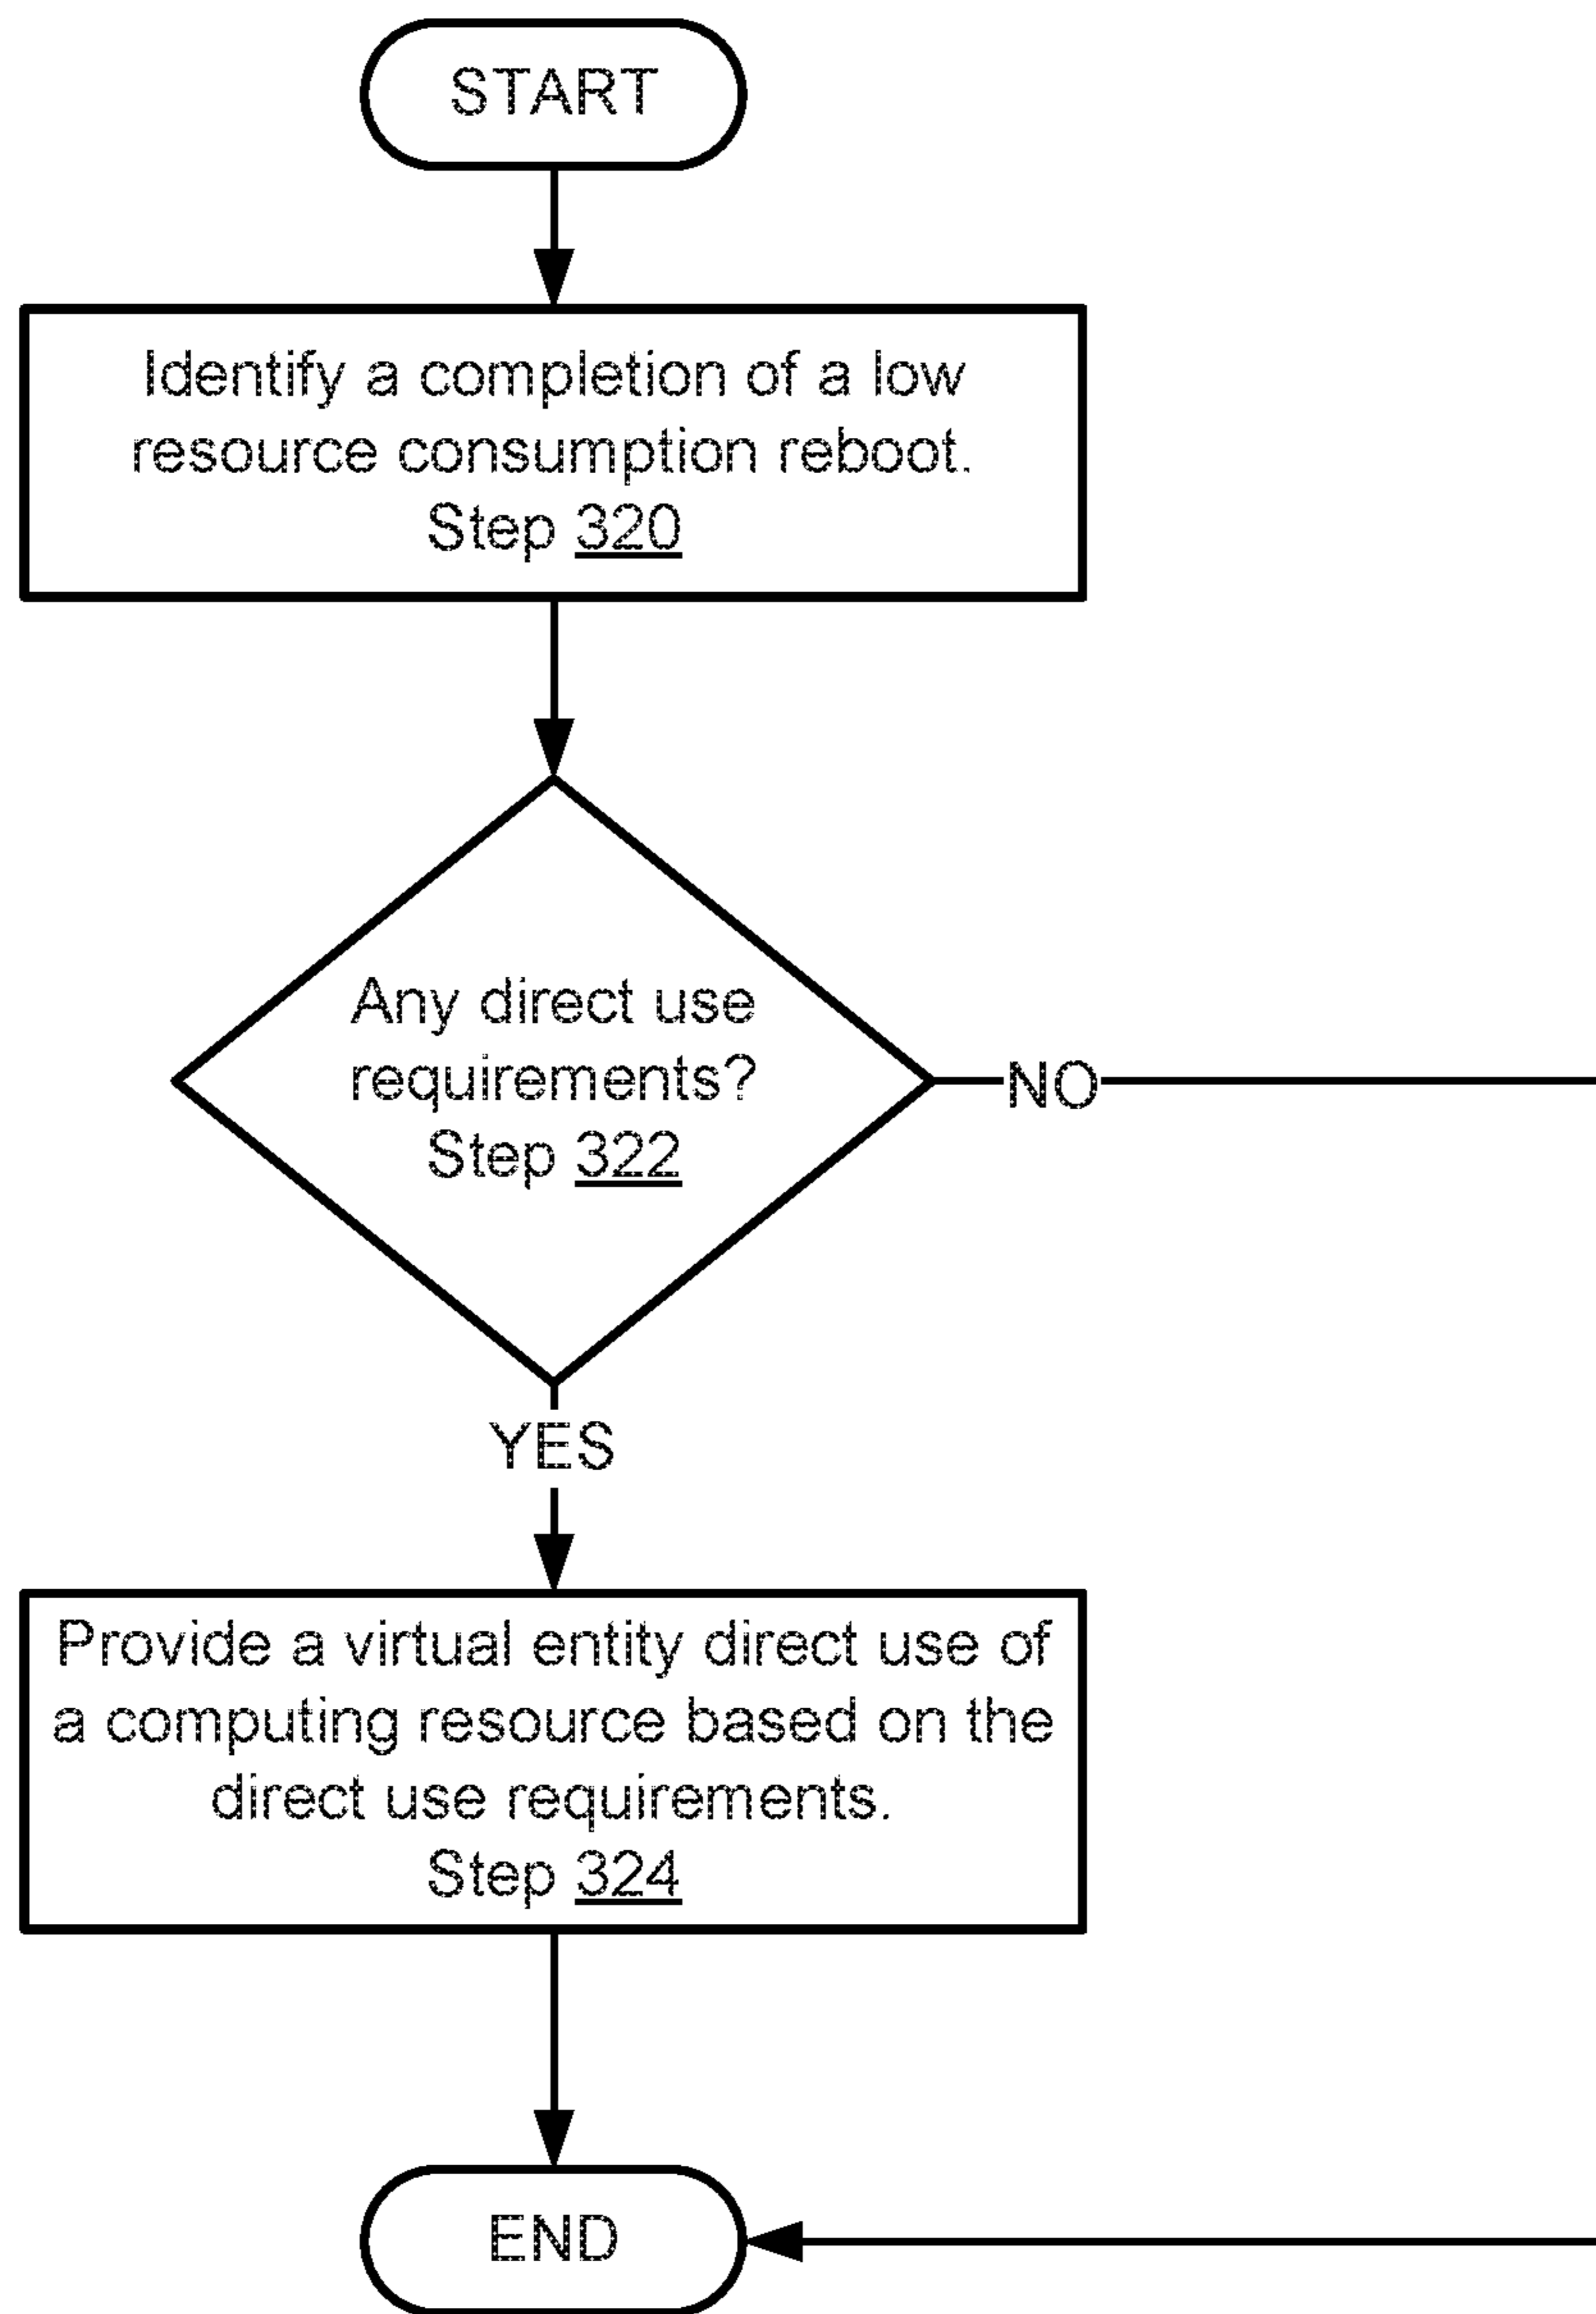 START
Identify a completion of a low
resource consumption reboot.
Step 320
Any direct use
requirements?
Step 322
NO
YES
Provide a virtual entity direct use of
a computing resource based on the
direct use requirements.
Step 324
END